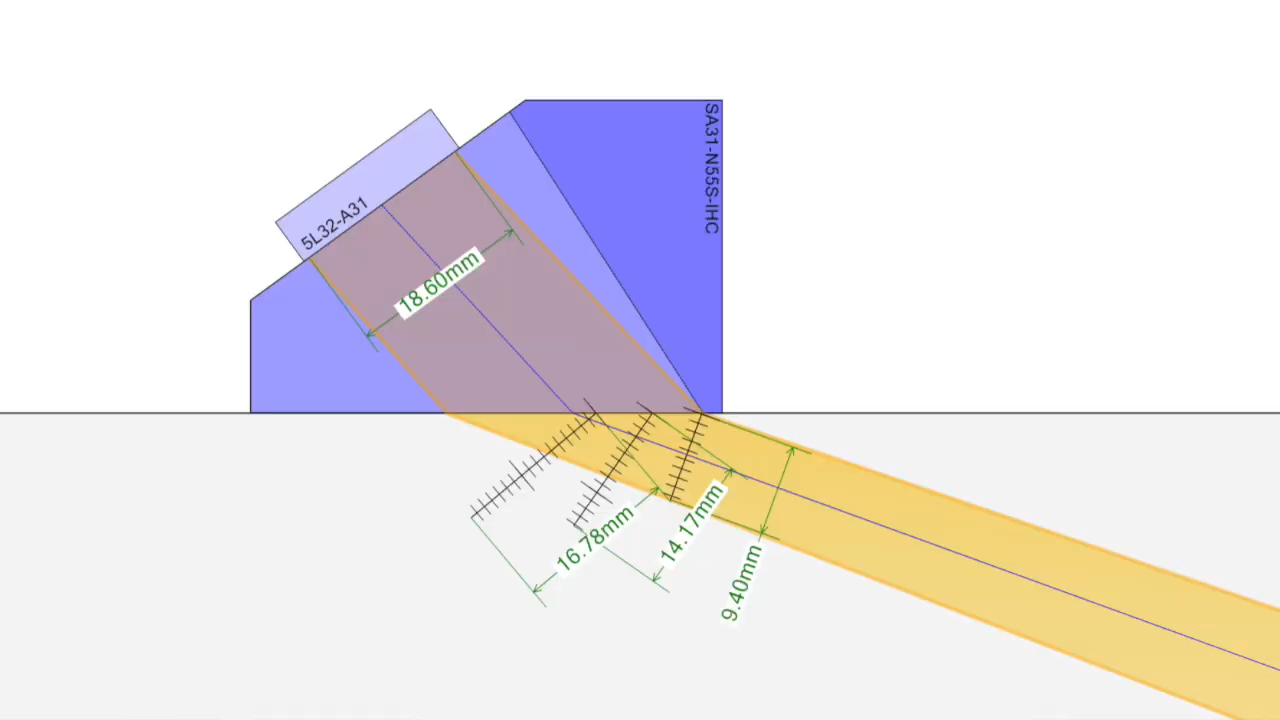 SA31-N55S-IHC
5L32-A31
18.60mm
16.78mm
14.17mm
9.40mm